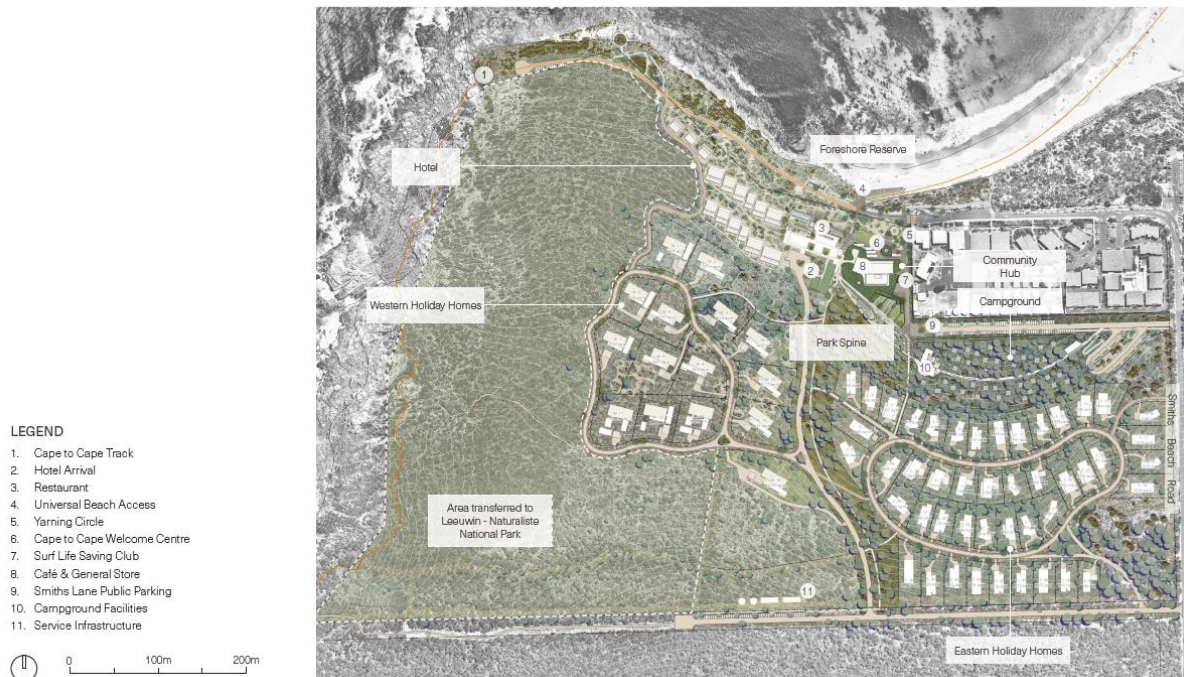 LEGEND
1. Cape to Cape Track
2. Hotel Arrival
3. Restaurant
4. Universal Beach Access
5. Yarning Circle
6. Cape to Cape Welcome Centre
7. Surf Life Saving Club
8. Café & General Store
9. Smiths Lane Public Parking
10. Campground Facilities
11. Service Infrastructure
0 100m 200m
1
Foreshore Reserve
Hotel
4
3
5
6
Community
Hub
2
8
7
Western Holiday Homes
Campground
9
Park Spine
10
Smiths Beach Road
Area transferred to
Leeuwin - Naturaliste
National Park
11
Eastern Holiday Homes